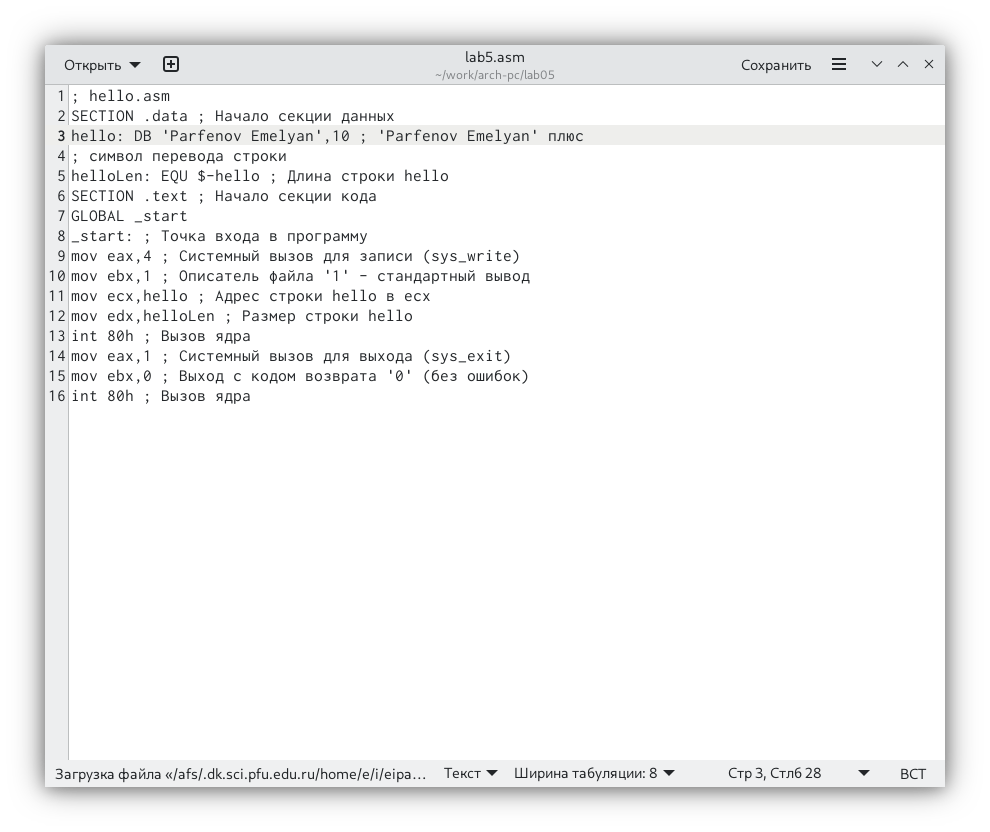 Открыть
lab5.asm
~/work/arch-pc/lab05
Сохранить
1 ; hello.asm
2 SECTION .data ; Начало секции данных
3 hello: DB 'Parfenov Emelyan',10 ; 'Parfenov Emelyan' плюс
4 ; символ перевода строки
5 helloLen: EQU $-hello ; Длина строки hello
6 SECTION .text ; Начало секции кода
7 GLOBAL _start
8 _start: ; Точка входа в программу
9 mov eax,4 ; Системный вызов для записи (sys_write)
10 mov ebx,1 ; Описатель файла '1' - стандартный вывод
11 mov ecx,hello ; Адрес строки hello в ecx
12 mov edx,helloLen ; Размер строки hello
13 int 80h ; Вызов ядра
14 mov eax,1 ; Системный вызов для выхода (sys_exit)
15 mov ebx,0 ; Выход с кодом возврата '0' (без ошибок)
16 int 80h ; Вызов ядра
Загрузка файла «/afs/.dk.sci.pfu.edu.ru/home/e/i/eipa… Текст Ширина табуляции: 8 Стр 3, Стлб 28 ВСТ